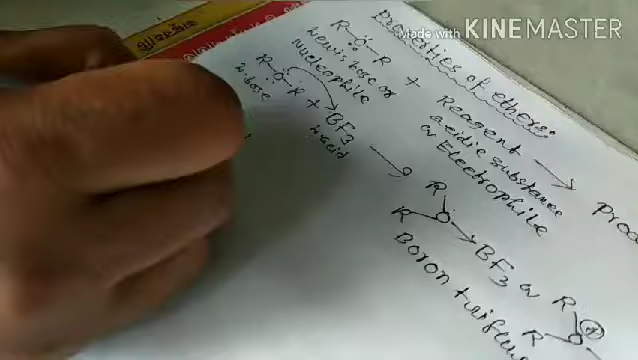 Made with KINEMASTER
Properties of ethers:
R-Ö-R + Reagent → Prod
Lewis base or acidic substance
Nucleophile or Electrophile
R-Ö-R + BF3 → R
R O → BF3 or R
R O
base acid
Boron